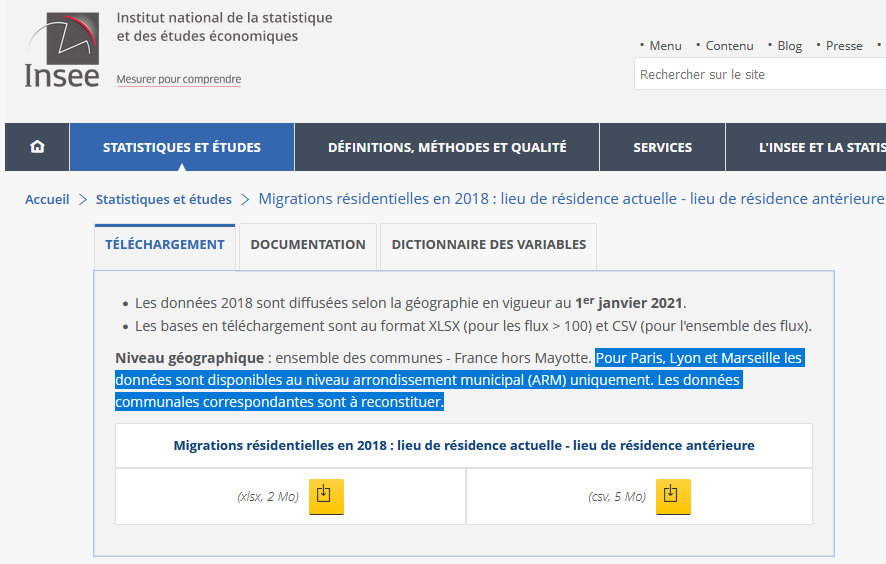 Institut national de la statistique
et des études économiques
Insee
Mesurer pour comprendre
• Menu • Contenu • Blog • Presse •
Rechercher sur le site
STATISTIQUES ET ÉTUDES DÉFINITIONS, MÉTHODES ET QUALITÉ SERVICES L'INSEE ET LA STATIS
Accueil > Statistiques et études > Migrations résidentielles en 2018 : lieu de résidence actuelle - lieu de résidence antérieure
TÉLÉCHARGEMENT DOCUMENTATION DICTIONNAIRE DES VARIABLES
• Les données 2018 sont diffusées selon la géographie en vigueur au 1er janvier 2021.
• Les bases en téléchargement sont au format XLSX (pour les flux > 100) et CSV (pour l'ensemble des flux).
Niveau géographique : ensemble des communes - France hors Mayotte. Pour Paris, Lyon et Marseille les
données sont disponibles au niveau arrondissement municipal (ARM) uniquement. Les données
communales correspondantes sont à reconstituer.
Migrations résidentielles en 2018 : lieu de résidence actuelle - lieu de résidence antérieure
(xlsx, 2 Mo) (csv, 5 Mo)